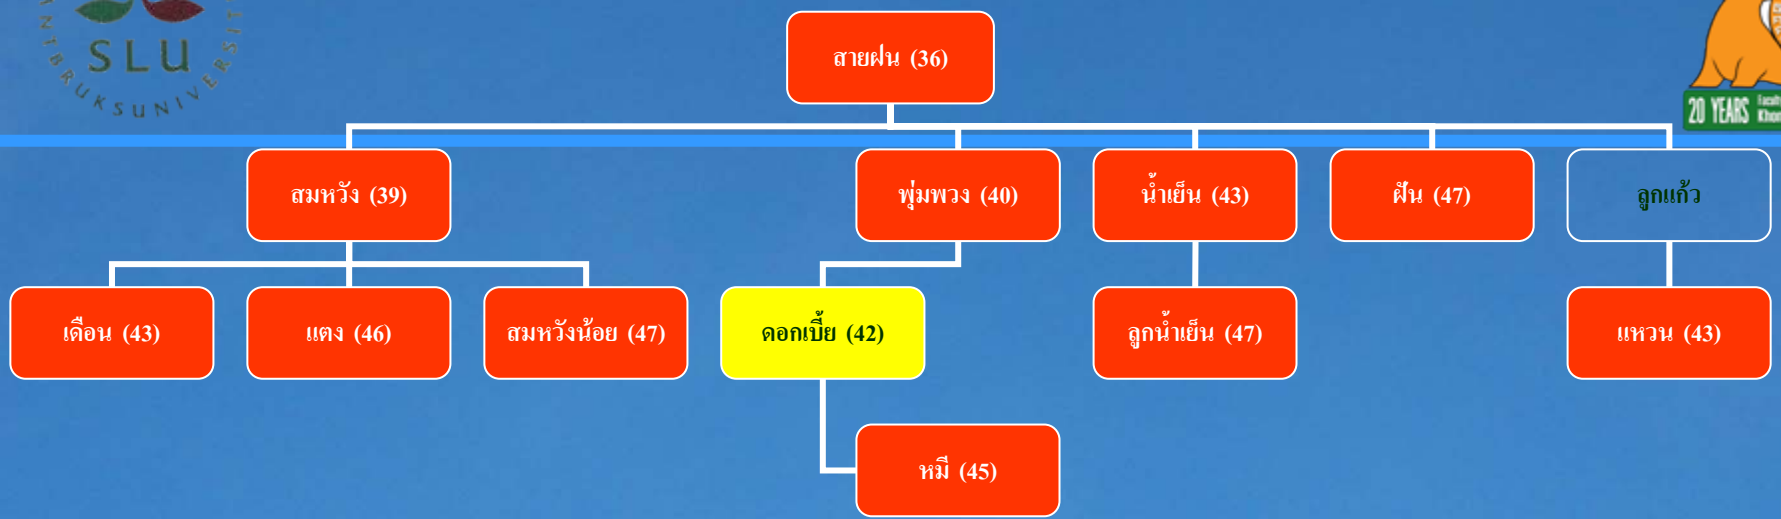 SLU
สายฝน (36)
20 YEARS
สมหวัง (39)
พุ่มพวง (40)
น้ำเย็น (43)
ฝัน (47)
ลูกแก้ว
เดือน (43)
แตง (46)
สมหวังน้อย (47)
ดอกเบี้ย (42)
ลูกน้ำเย็น (47)
แหวน (43)
หมี (45)